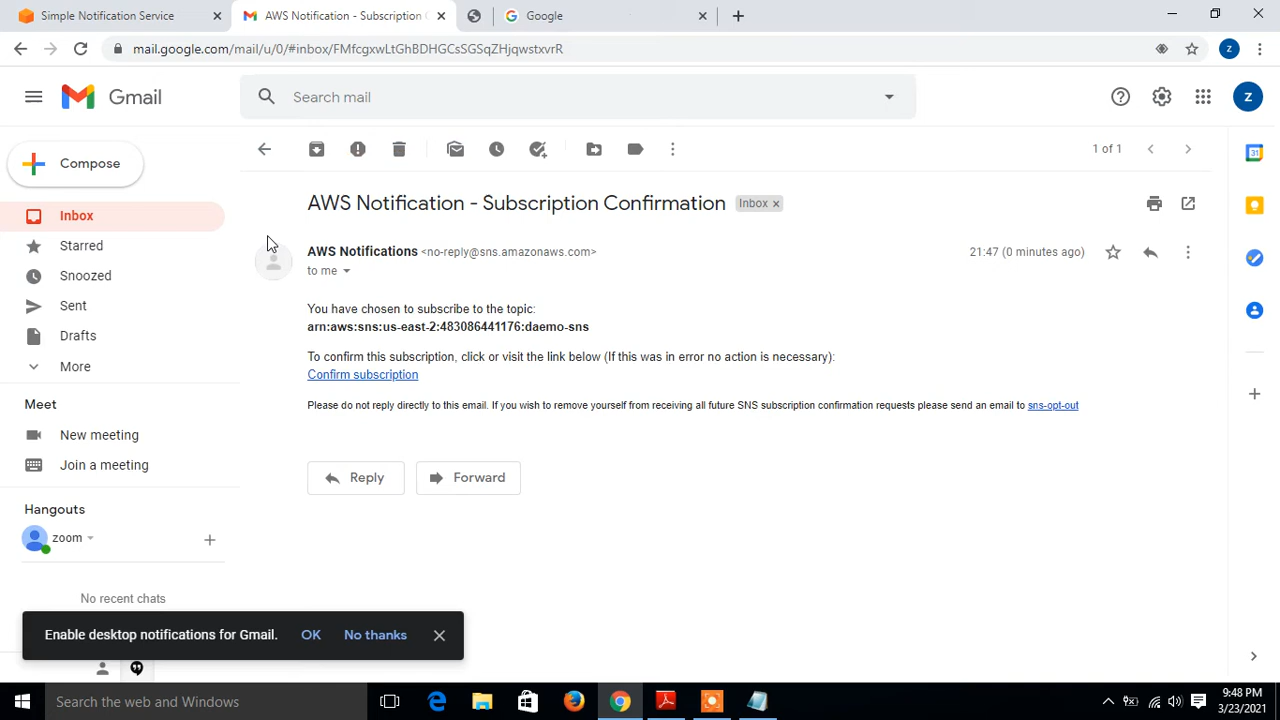 Simple Notification Service
AWS Notification - Subscription C
Google
mail.google.com/mail/u/0/#inbox/FMfcgxwLtGhBDHGCsSGSqZHjqwstxvrR
z
Gmail
Search mail
z
Compose
1 of 1
31
Inbox
Starred
Snoozed
Sent
Drafts
More
AWS Notification - Subscription Confirmation
Inbox x
AWS Notifications <no-reply@sns.amazonaws.com>
21:47 (0 minutes ago)
to me
You have chosen to subscribe to the topic:
arn:aws:sns:us-east-2:483086441176:daemo-sns
To confirm this subscription, click or visit the link below (If this was in error no action is necessary):
Confirm subscription
Please do not reply directly to this email. If you wish to remove yourself from receiving all future SNS subscription confirmation requests please send an email to sns-opt-out
Reply
Forward
Meet
New meeting
Join a meeting
Hangouts
zoom
No recent chats
Enable desktop notifications for Gmail.
OK
No thanks
Search the web and Windows
9:48 PM
3/23/2021